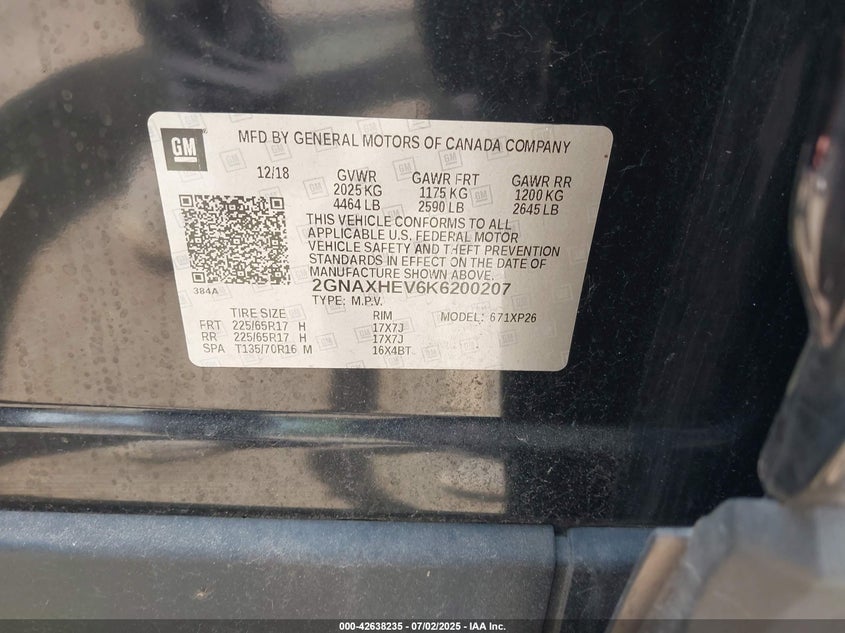 GM
MFD BY GENERAL MOTORS OF CANADA COMPANY
12/18 GVWR GAWR FRT GAWR RR
2025 KG 1175 KG 1200 KG
4464 LB 2590 LB 2645 LB
THIS VEHICLE CONFORMS TO ALL
APPLICABLE U.S. FEDERAL MOTOR
VEHICLE SAFETY AND THEFT PREVENTION
STANDARDS IN EFFECT ON THE DATE OF
MANUFACTURE SHOWN ABOVE.
384A 2GNAXHEV6K6200207
TYPE: M.P.V.
TIRE SIZE RIM MODEL: 671XP26
FRT 225/65R17 H 17X7J
RR 225/65R17 H 17X7J
SPA T135/70R16 M 16X4BT
000-42638235 - 07/02/2025 - IAA Inc.